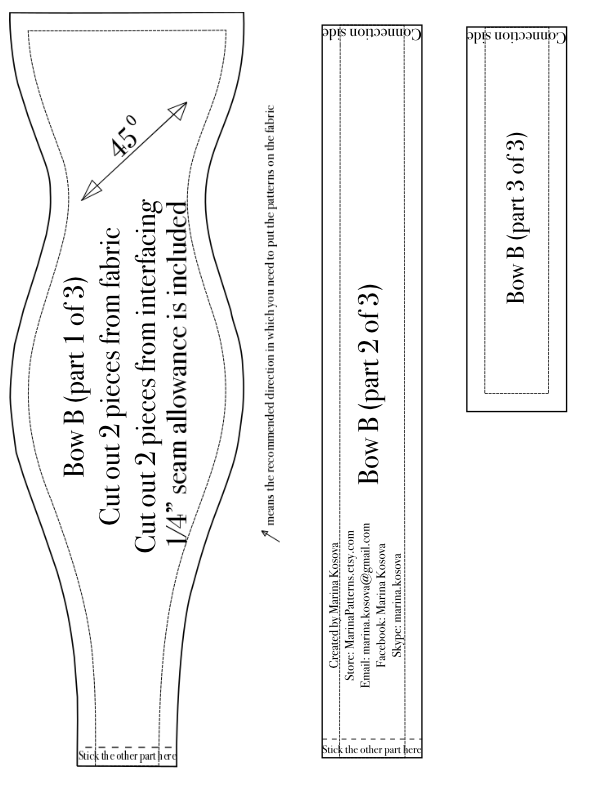 45°
Bow B (part 1 of 3)
Cut out 2 pieces from fabric
Cut out 2 pieces from interfacing
1/4” seam allowance is included
Stick the other part here
means the recommended direction in which you need to put the patterns on the fabric
Connection side
Bow B (part 2 of 3)
Created by Marina Kosova
Store: MarinaPatterns.etsy.com
Email: marina.kosova@gmail.com
Facebook: Marina Kosova
Skype: marina.kosova
Stick the other part here
Connection side
Bow B (part 3 of 3)